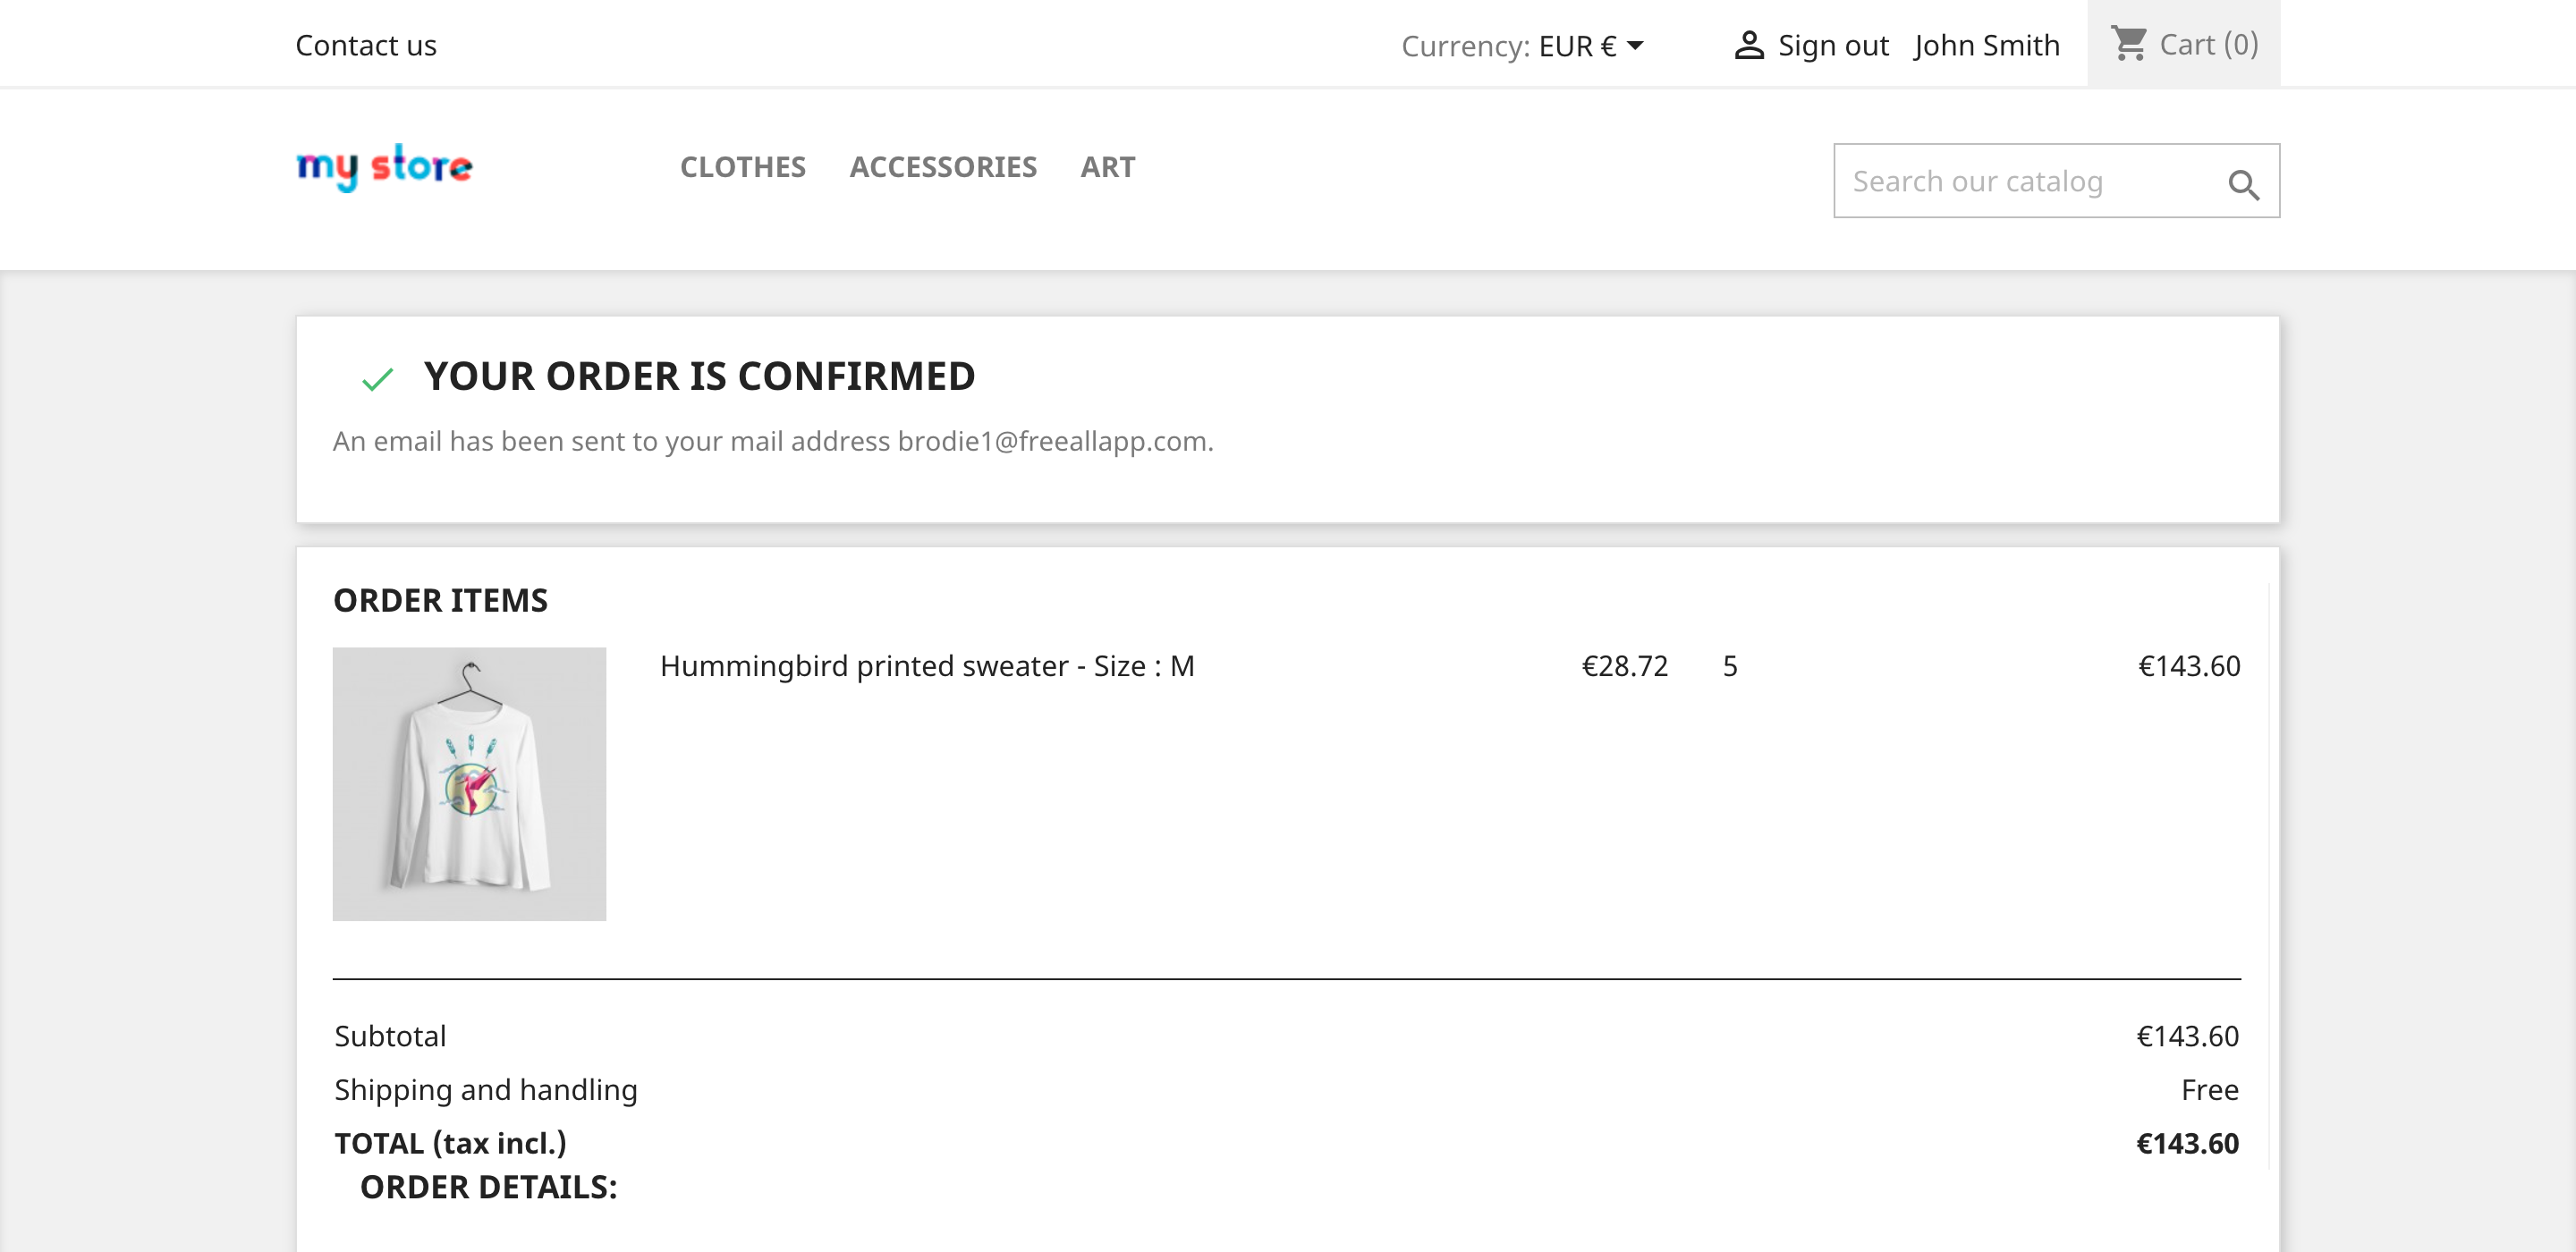 Contact us
Currency: EUR €
Sign out
John Smith
Cart (0)
my store
CLOTHES
ACCESSORIES
ART
Search our catalog
YOUR ORDER IS CONFIRMED
An email has been sent to your mail address brodie1@freeallapp.com.
ORDER ITEMS
Hummingbird printed sweater - Size : M €28.72 5 €143.60
Subtotal €143.60
Shipping and handling Free
TOTAL (tax incl.) €143.60
ORDER DETAILS: